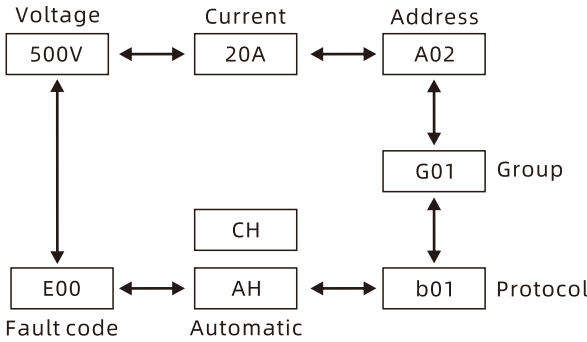 Voltage Current Address
500V 20A A02
G01 Group
CH
E00 AH b01 Protocol
Fault code Automatic